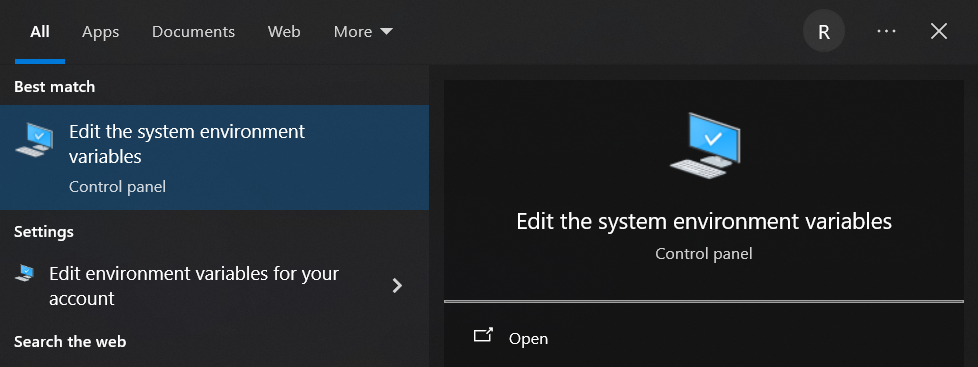 All Apps Documents Web More R ...
Best match
Edit the system environment
variables
Control panel
Settings
Edit environment variables for your
account
Search the web
Edit the system environment variables
Control panel
Open